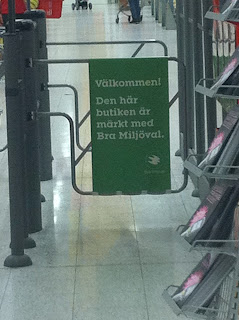 Välkommen!
Den här
butiken är
märkt med
Bra Miljöval.